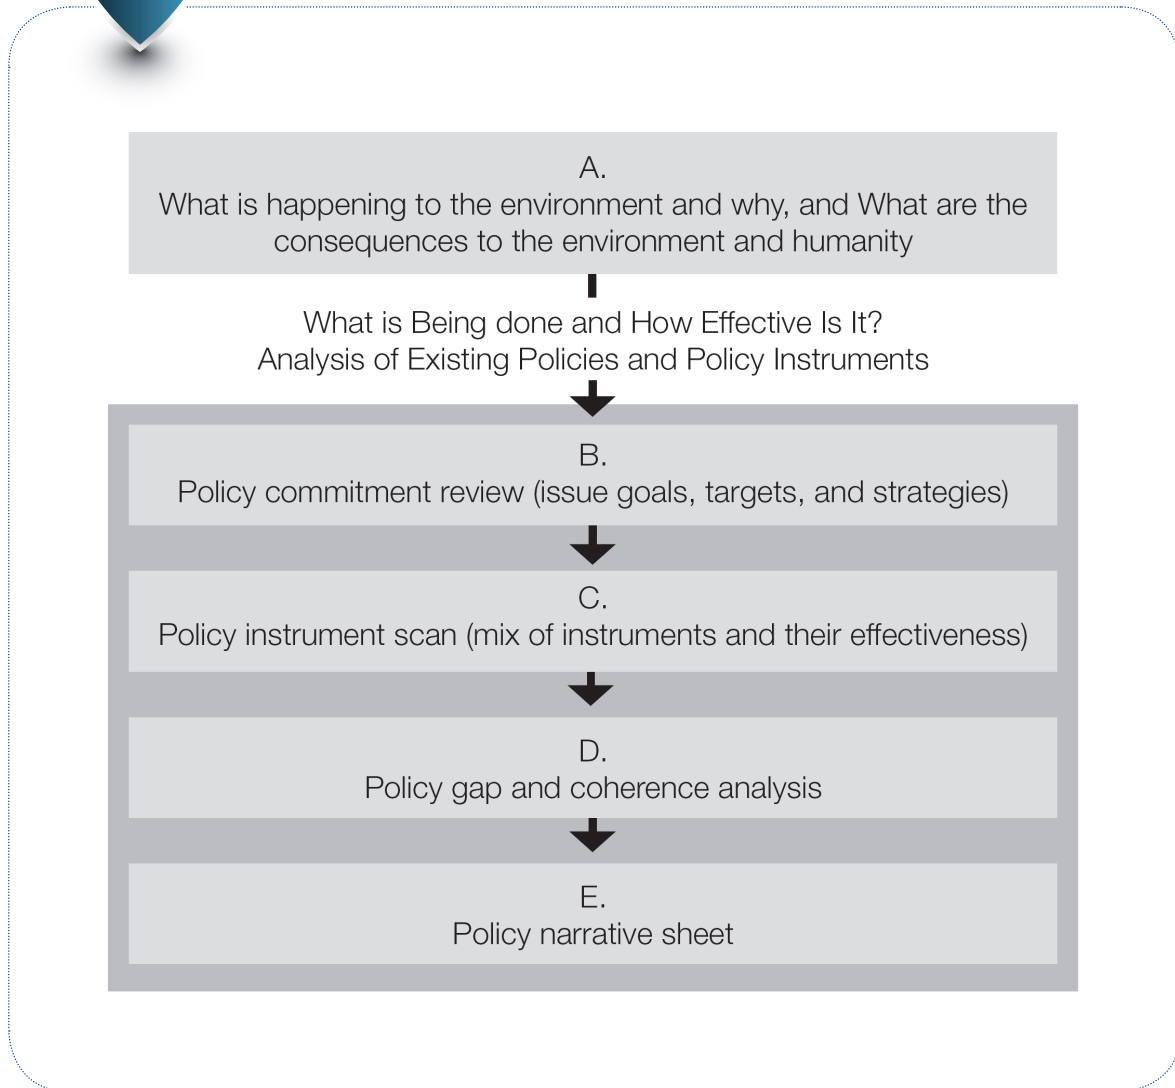 A.
What is happening to the environment and why, and What are the
consequences to the environment and humanity
What is Being done and How Effective Is It?
Analysis of Existing Policies and Policy Instruments
B.
Policy commitment review (issue goals, targets, and strategies)
C.
Policy instrument scan (mix of instruments and their effectiveness)
D.
Policy gap and coherence analysis
E.
Policy narrative sheet